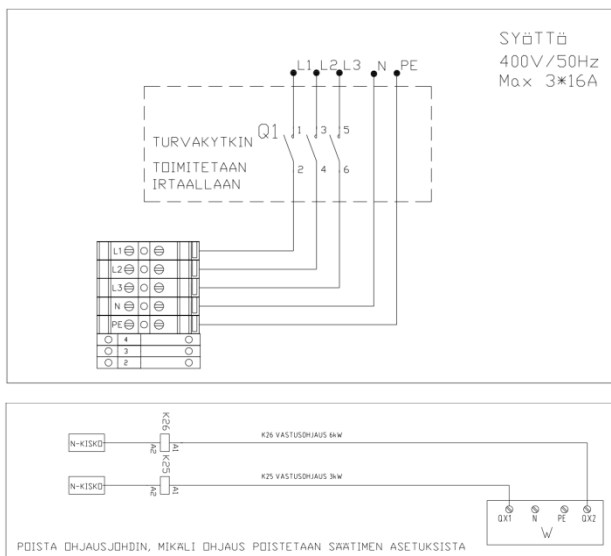 SYÖTTÖ
400V/50Hz
Max 3*16A
L1 L2 L3 N PE
Q1 1 3 5
TURVAKYTKIN
TOIMITETAAN
IRTAALLAAN
2 4 6
L1
L2
L3
N
PE
4
3
2
K26
N-KISKO A2 A1 K26 VASTUSOHJAUS 6kW
K25
N-KISKO A2 A1 K25 VASTUSOHJAUS 3kW
QX1 N PE QX2
W
POISTA OHJAUSJOHDIN, MIKÄLI OHJAUS POISTETAAN SÄÄTIMEN ASETUKSISTA